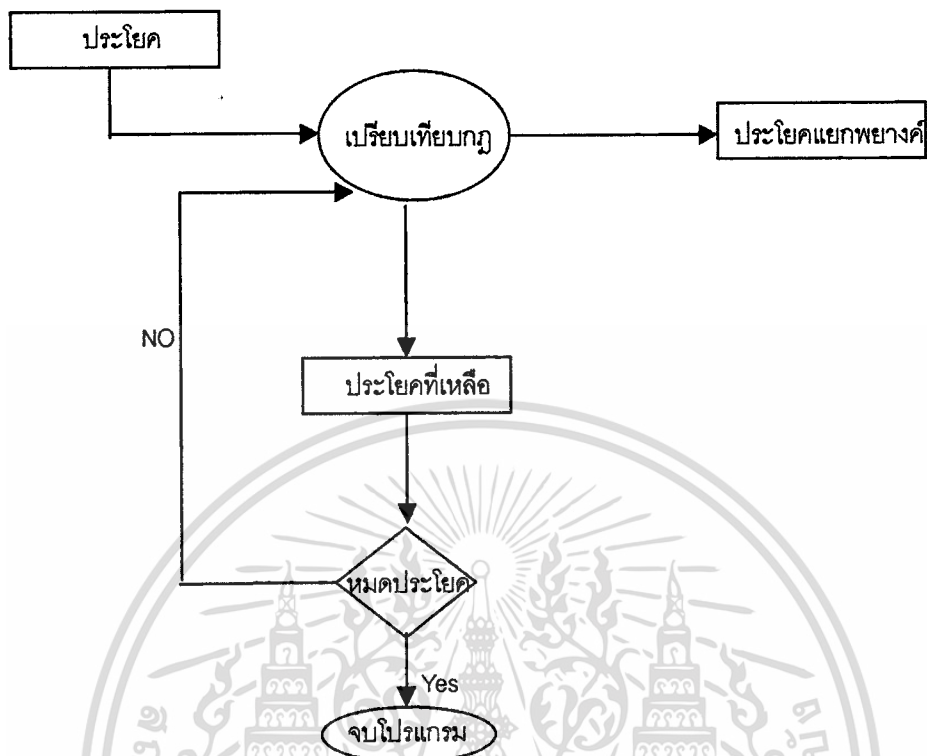 ประโยค
เปรียบเทียบกฎ
ประโยคแยกพยางค์
NO
ประโยคที่เหลือ
หมดประโยค
Yes
จบโปรแกรม